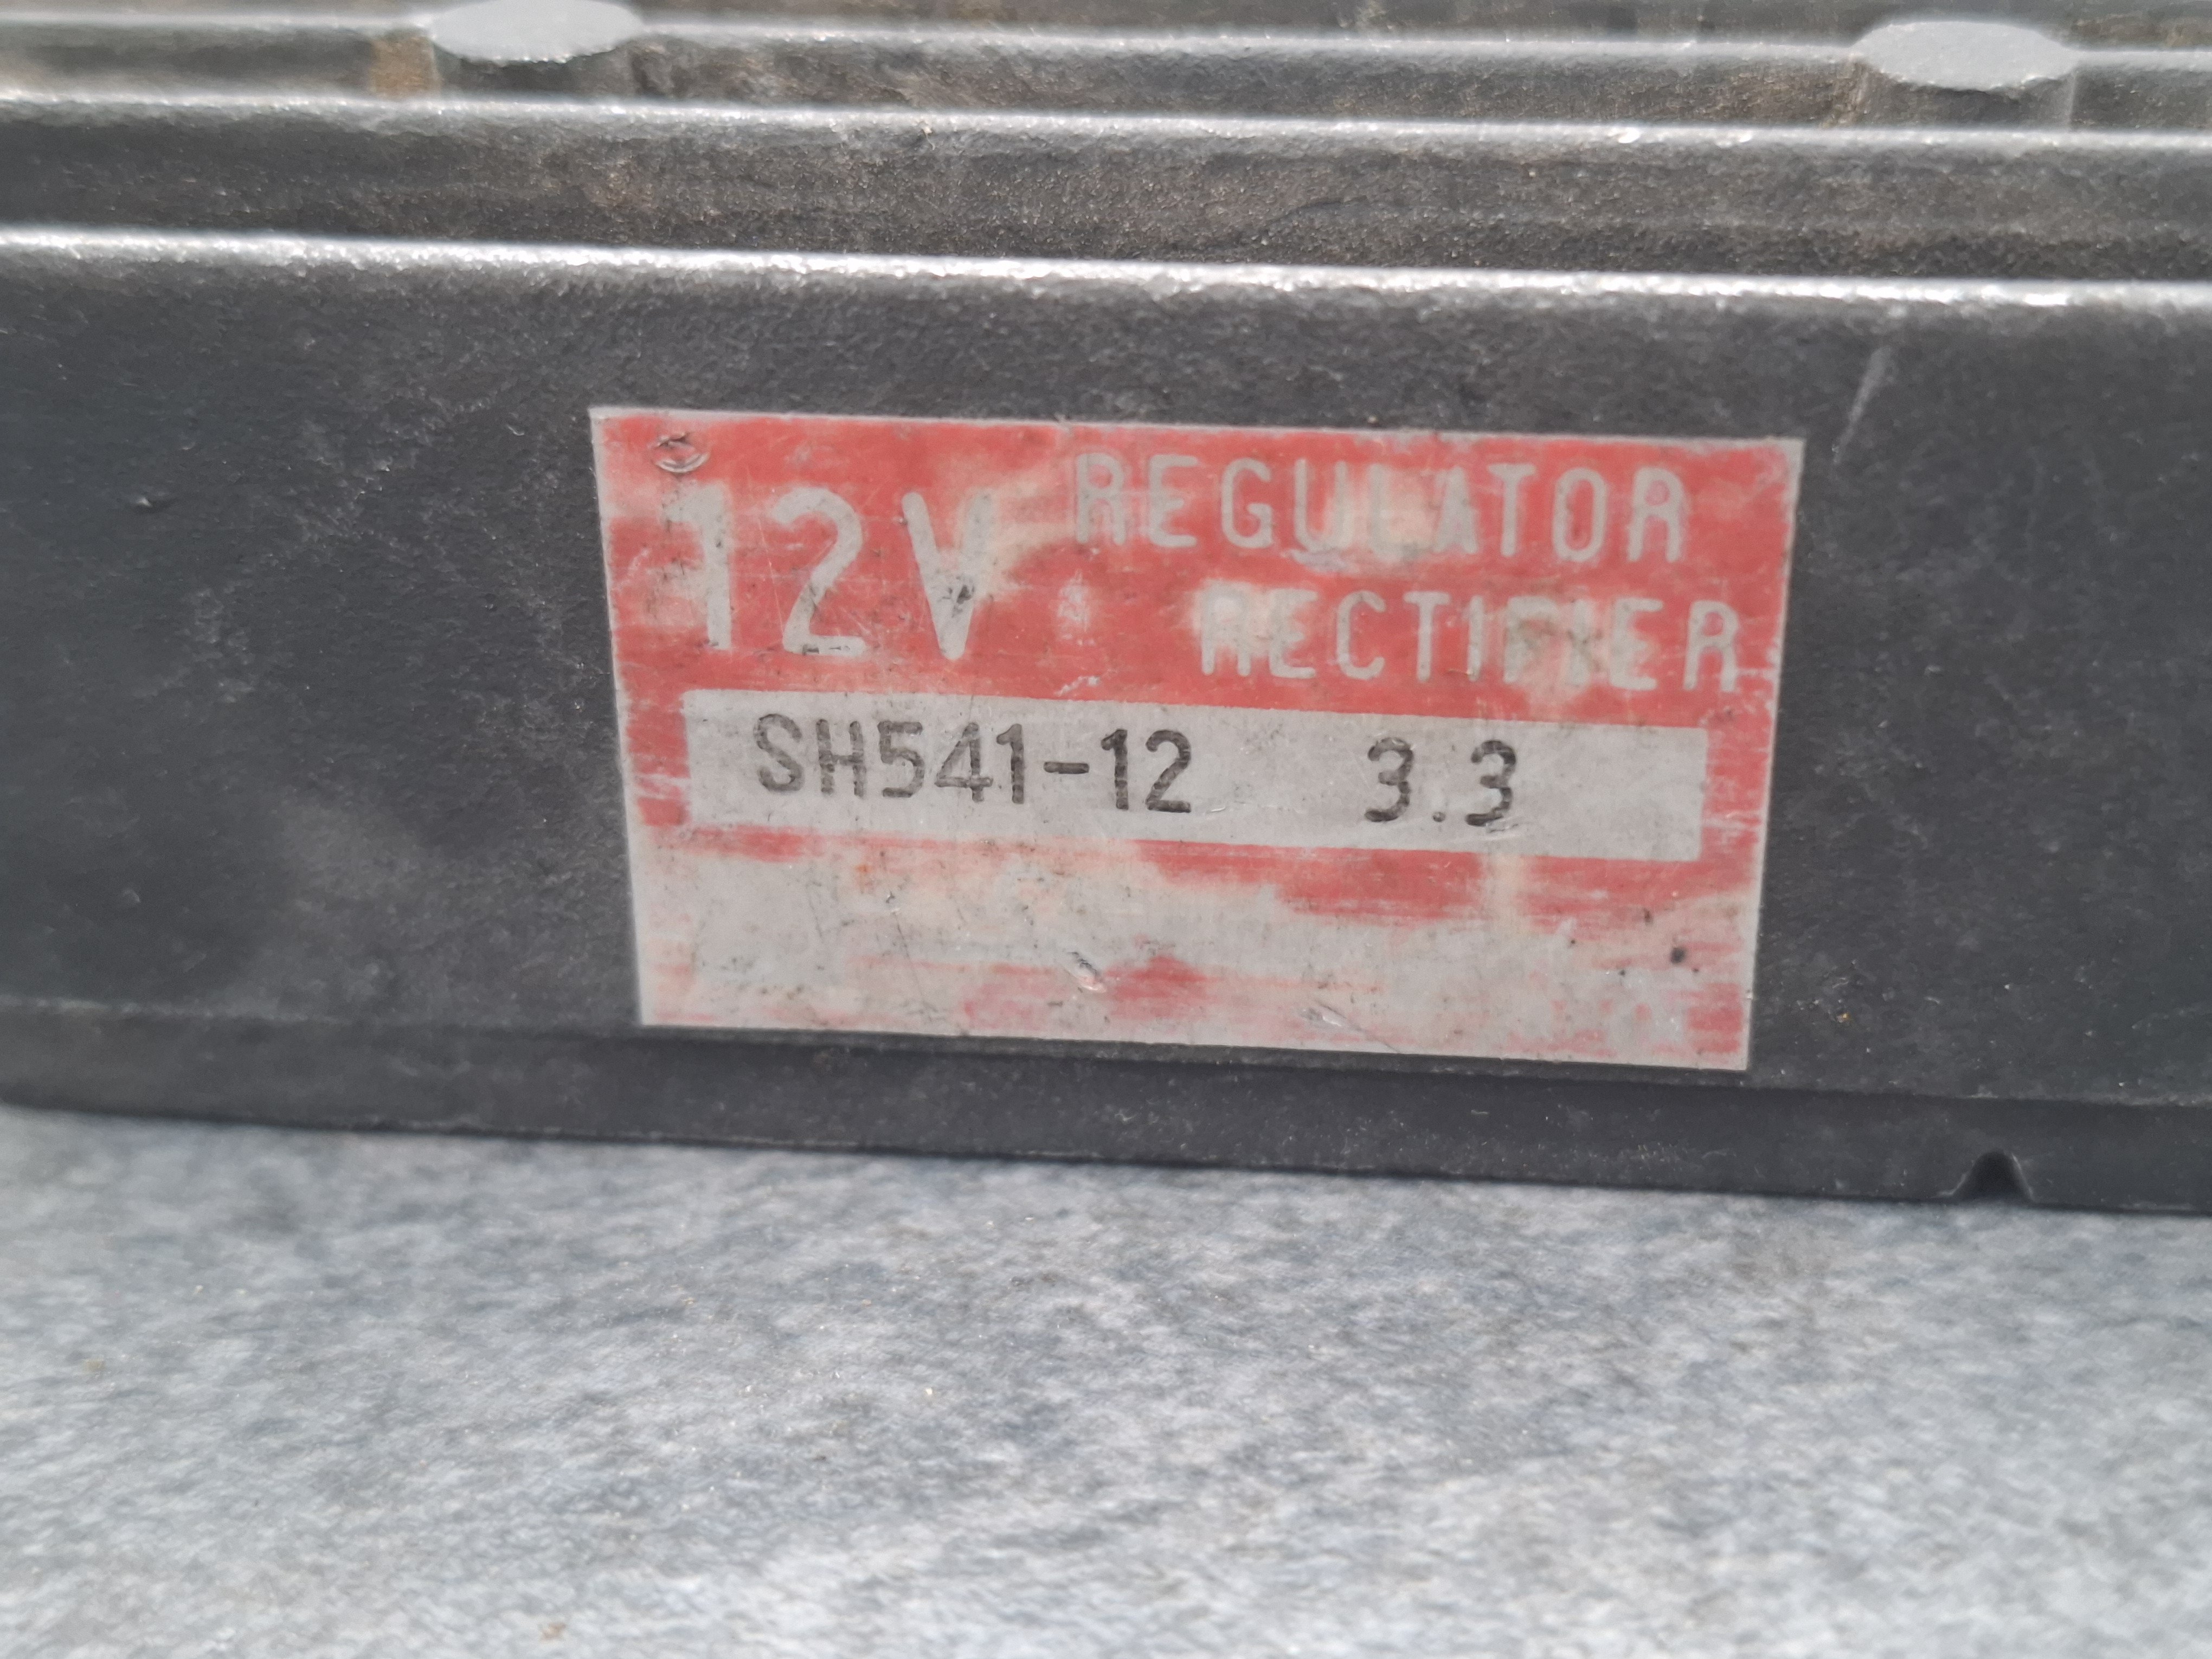 12V REGULATOR
RECTIFIER
SH541-12 3.3